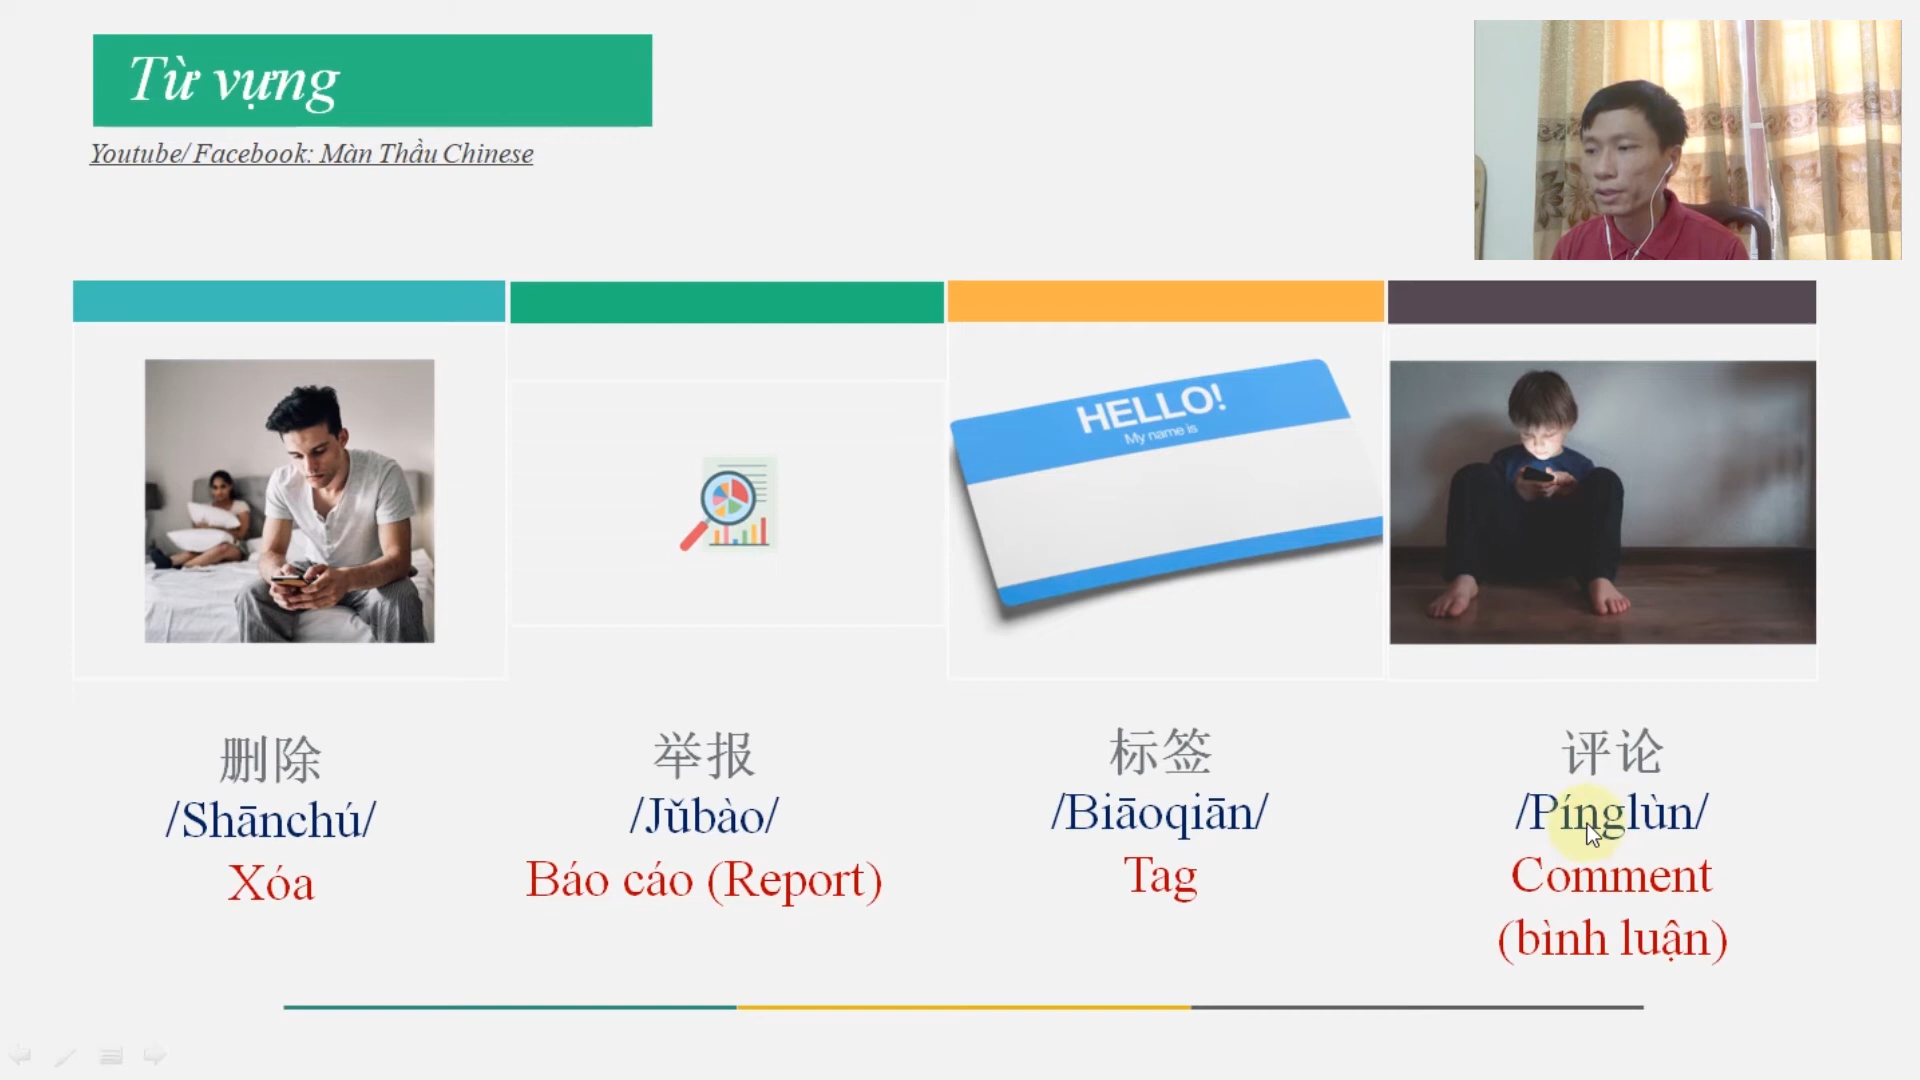 Từ vựng
Youtube/ Facebook: Màn Thầu Chinese
HELLO!
My name is
删除
/Shānchú/
Xóa
举报
/Jǔbào/
Báo cáo (Report)
标签
/Biāoqiān/
Tag
评论
/Pínglùn/
Comment
(bình luận)